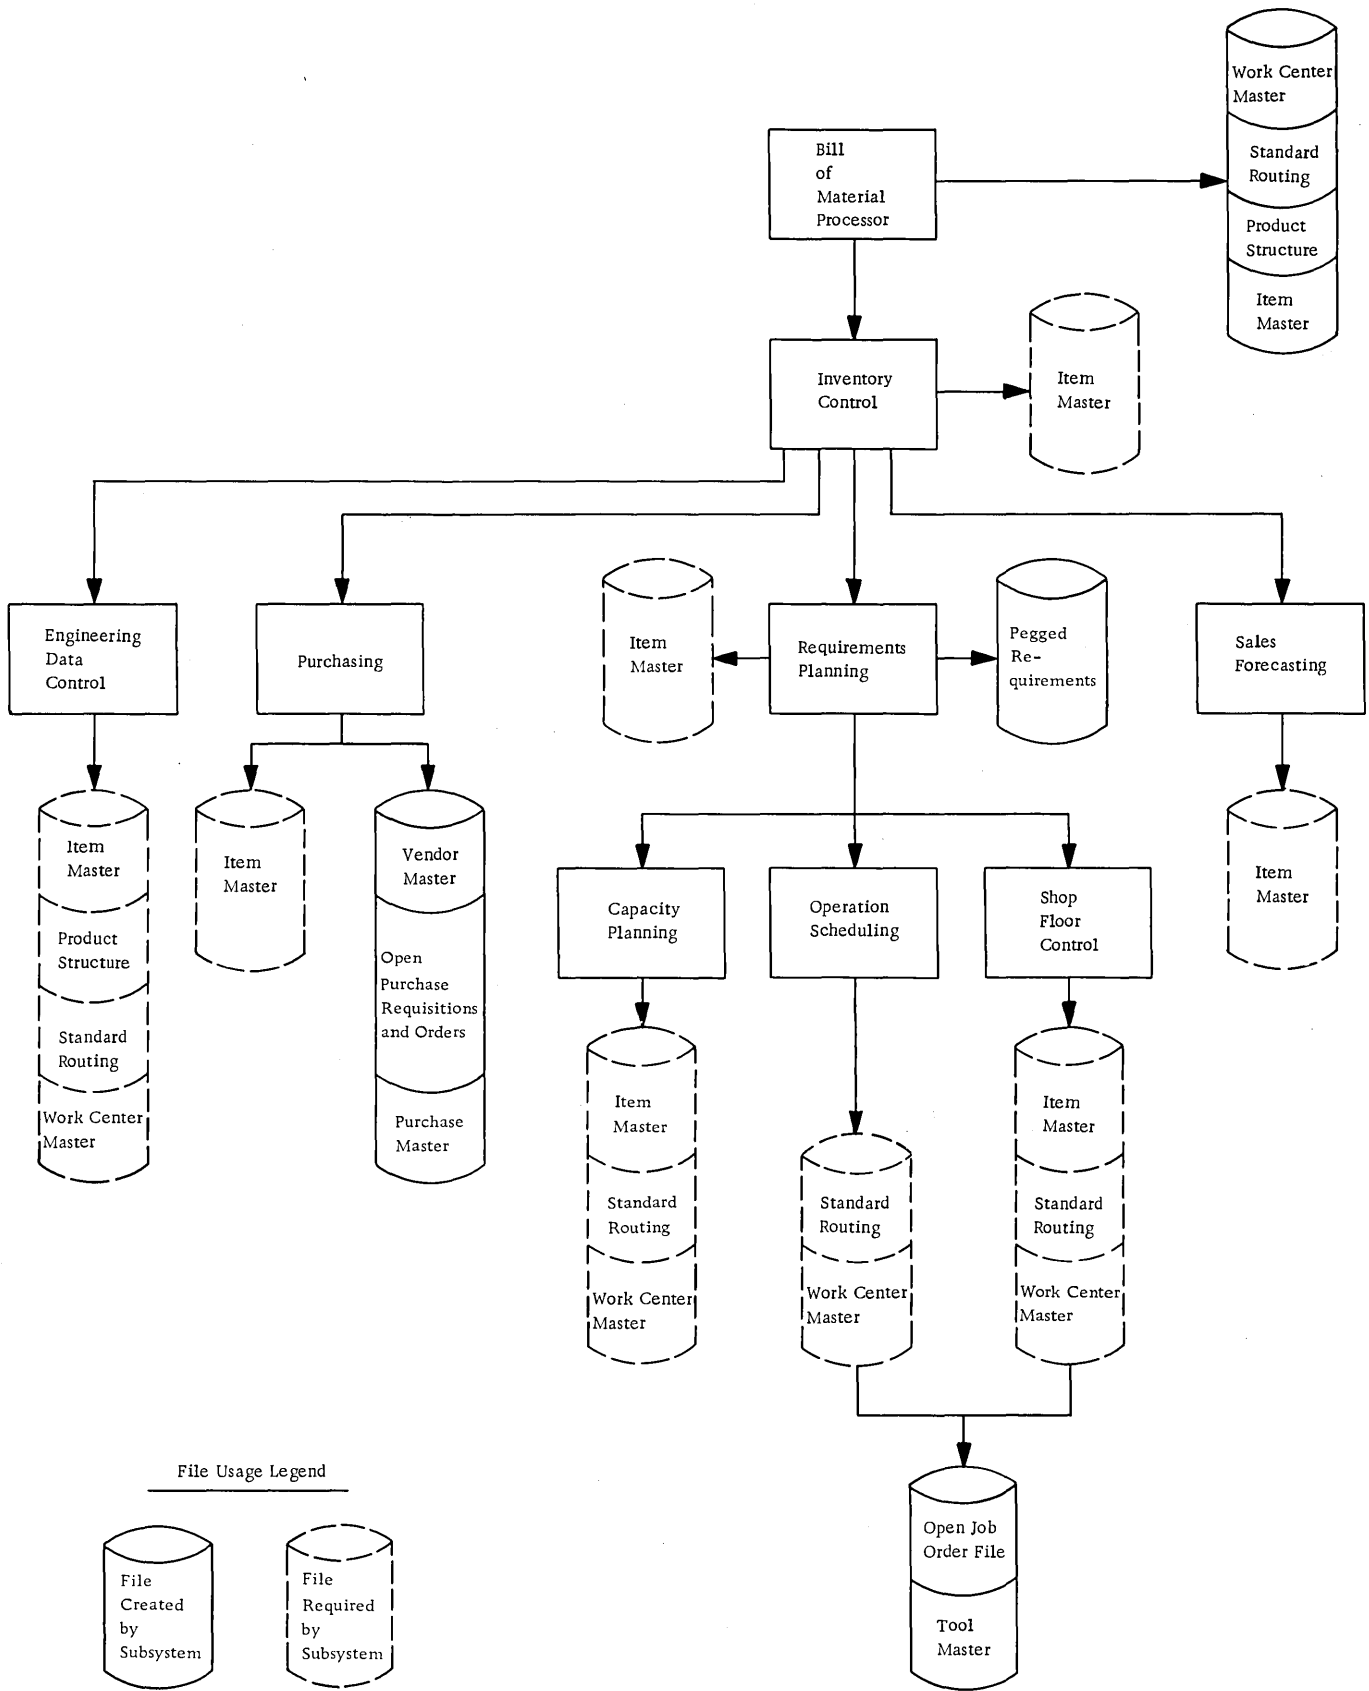 Work Center
Master
Standard
Routing
Product
Structure
Item
Master
Bill
of
Material
Processor
Inventory
Control
Item
Master
Engineering
Data
Control
Purchasing
Item
Master
Requirements
Planning
Pegged
Re-
quirements
Sales
Forecasting
Item
Master
Product
Structure
Standard
Routing
Work Center
Master
Item
Master
Vendor
Master
Open
Purchase
Requisitions
and Orders
Purchase
Master
Capacity
Planning
Operation
Scheduling
Shop
Floor
Control
Item
Master
Item
Master
Standard
Routing
Work Center
Master
Standard
Routing
Work Center
Master
Item
Master
Standard
Routing
Work Center
Master
Open Job
Order File
Tool
Master
File Usage Legend
File
Created
by
Subsystem
File
Required
by
Subsystem